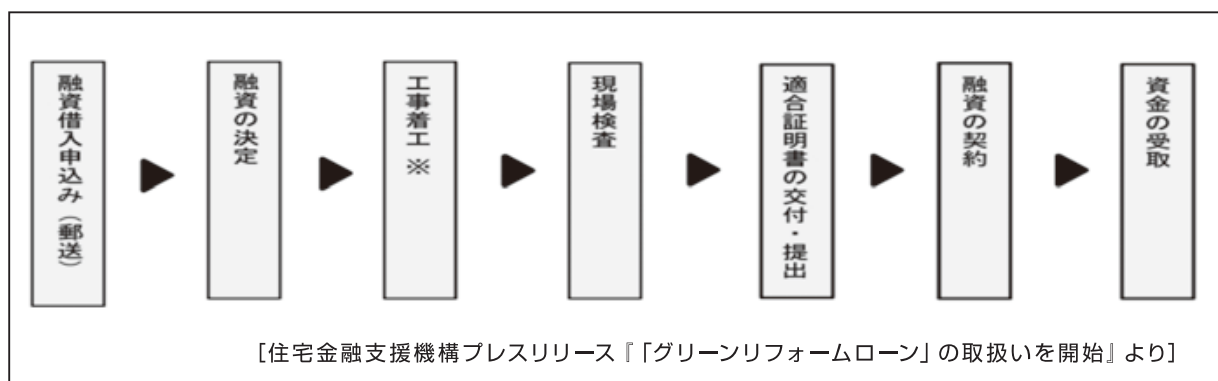 融資借入申込み（郵送）
融資の決定
工事着工 ※
現場検査
適合証明書の交付・提出
融資の契約
資金の受取
［住宅金融支援機構プレスリリース『「グリーンリフォームローン」の取扱いを開始』より］